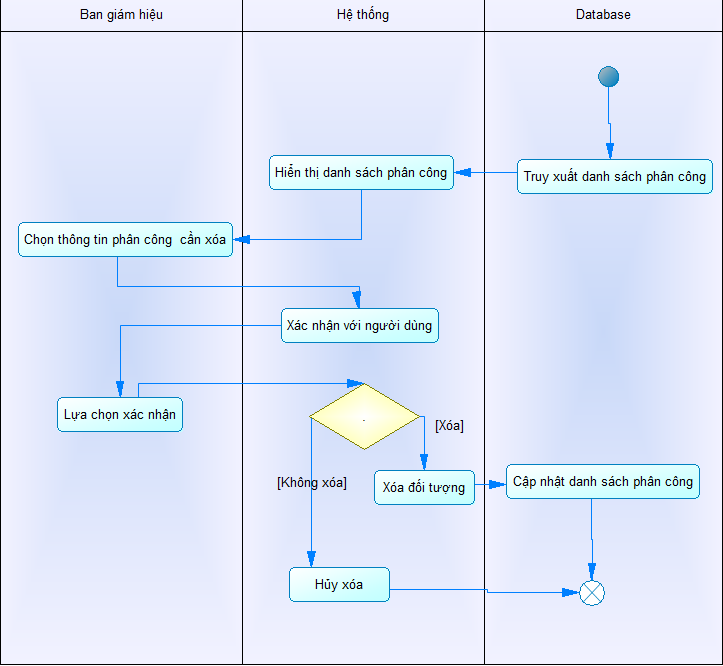 Ban giám hiệu
Hệ thống
Database
Truy xuất danh sách phân công
Hiển thị danh sách phân công
Chọn thông tin phân công  cần xóa
Xác nhận với người dùng
Lựa chọn xác nhận
[Xóa]
[Không xóa]
Xóa đối tượng
Cập nhật danh sách phân công
Hủy xóa